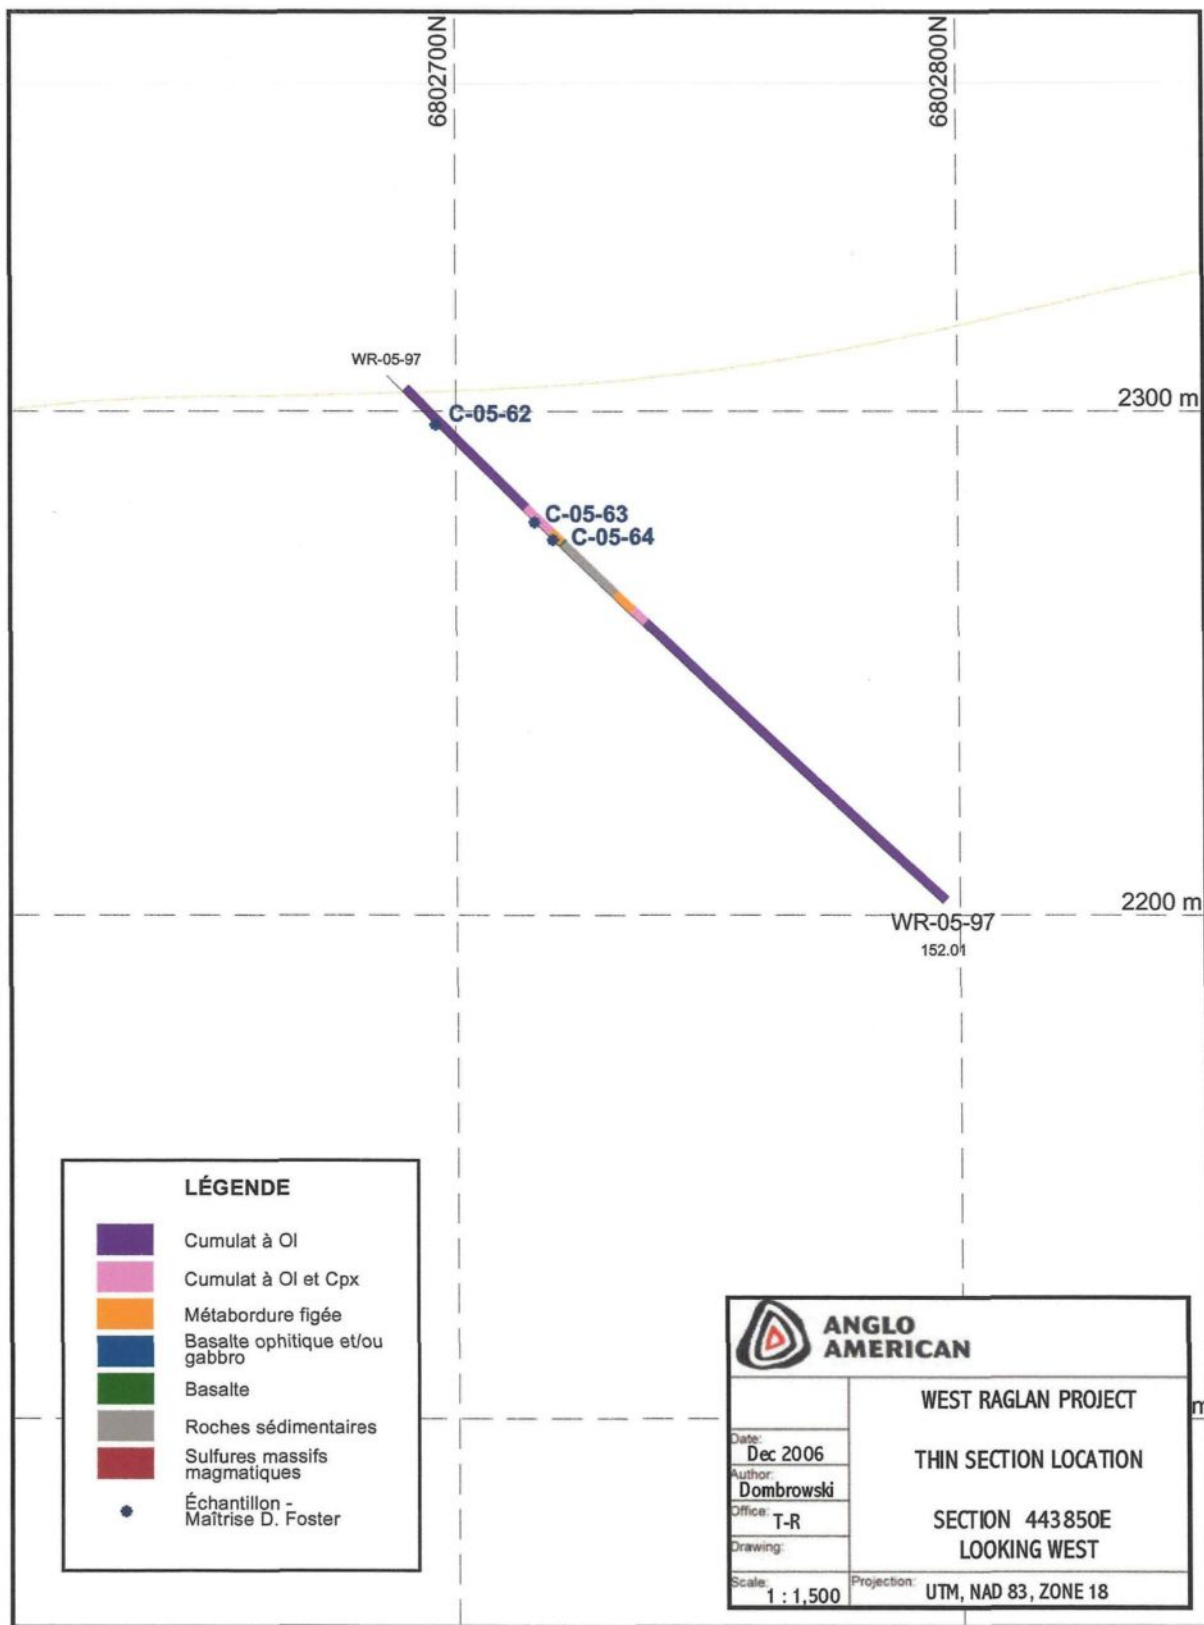 6802700N
6802800N
WR-05-97
2300 m
C-05-62
C-05-63
C-05-64
2200 m
WR-05-97
152.01
LÉGENDE
Cumulat à Ol
Cumulat à Ol et Cpx
Métabordure figée
Basalte ophitique et/ou
gabbro
Basalte
Roches sédimentaires
Sulfures massifs
magmatiques
Échantillon -
Maîtrise D. Foster
m
ANGLO
AMERICAN
WEST RAGLAN PROJECT
THIN SECTION LOCATION
SECTION 443850E
LOOKING WEST
Date:
Dec 2006
Author:
Dombrowski
Office: T-R
Drawing:
Scale: 1 : 1,500
Projection: UTM, NAD 83, ZONE 18